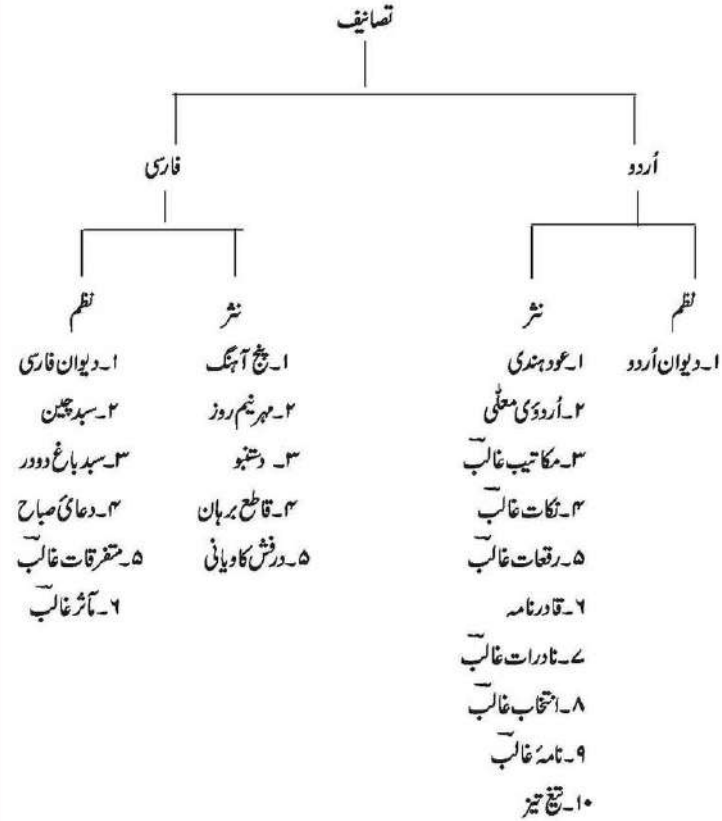 تصانیف
اُردو
فارسی
نظم
۱۔دیوان اُردو
نثر
۱۔عود ہندی
۲۔اُردوئی معلّٰی
۳۔مکاتیب غالبؔ
۴۔نکات غالبؔ
۵۔رقعات غالبؔ
۶۔قادر نامہ
۷۔نادرات غالبؔ
۸۔انتخاب غالبؔ
۹۔نامۂ غالبؔ
۱۰۔تیغ تیز
نثر
۱۔پنج آہنگ
۲۔مہر نیم روز
۳۔ دستنبو
۴۔قاطع برہان
۵۔درفش کاویانی
نظم
۱۔دیوان فارسی
۲۔سبد چین
۳۔سبد باغ دودر
۴۔دعائ صباح
۵۔متفرقات غالبؔ
۶۔مآثر غالبؔ